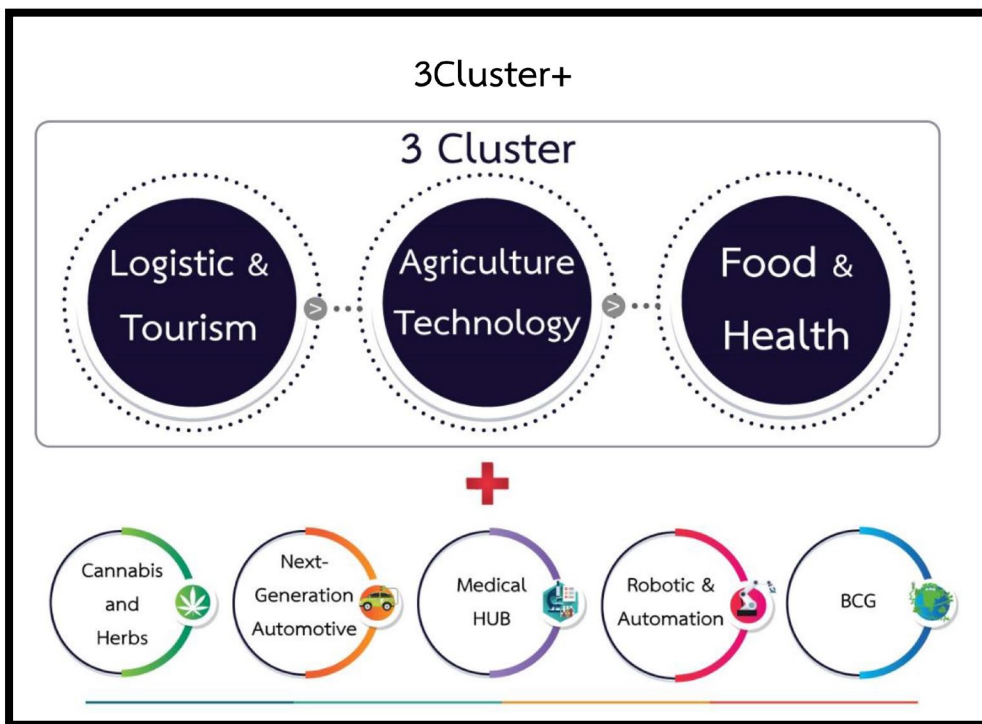 3Cluster+
3 Cluster
Logistic &
Tourism
Agriculture
Technology
Food &
Health
Cannabis
and
Herbs
Next-
Generation
Automotive
Medical
HUB
Robotic &
Automation
BCG